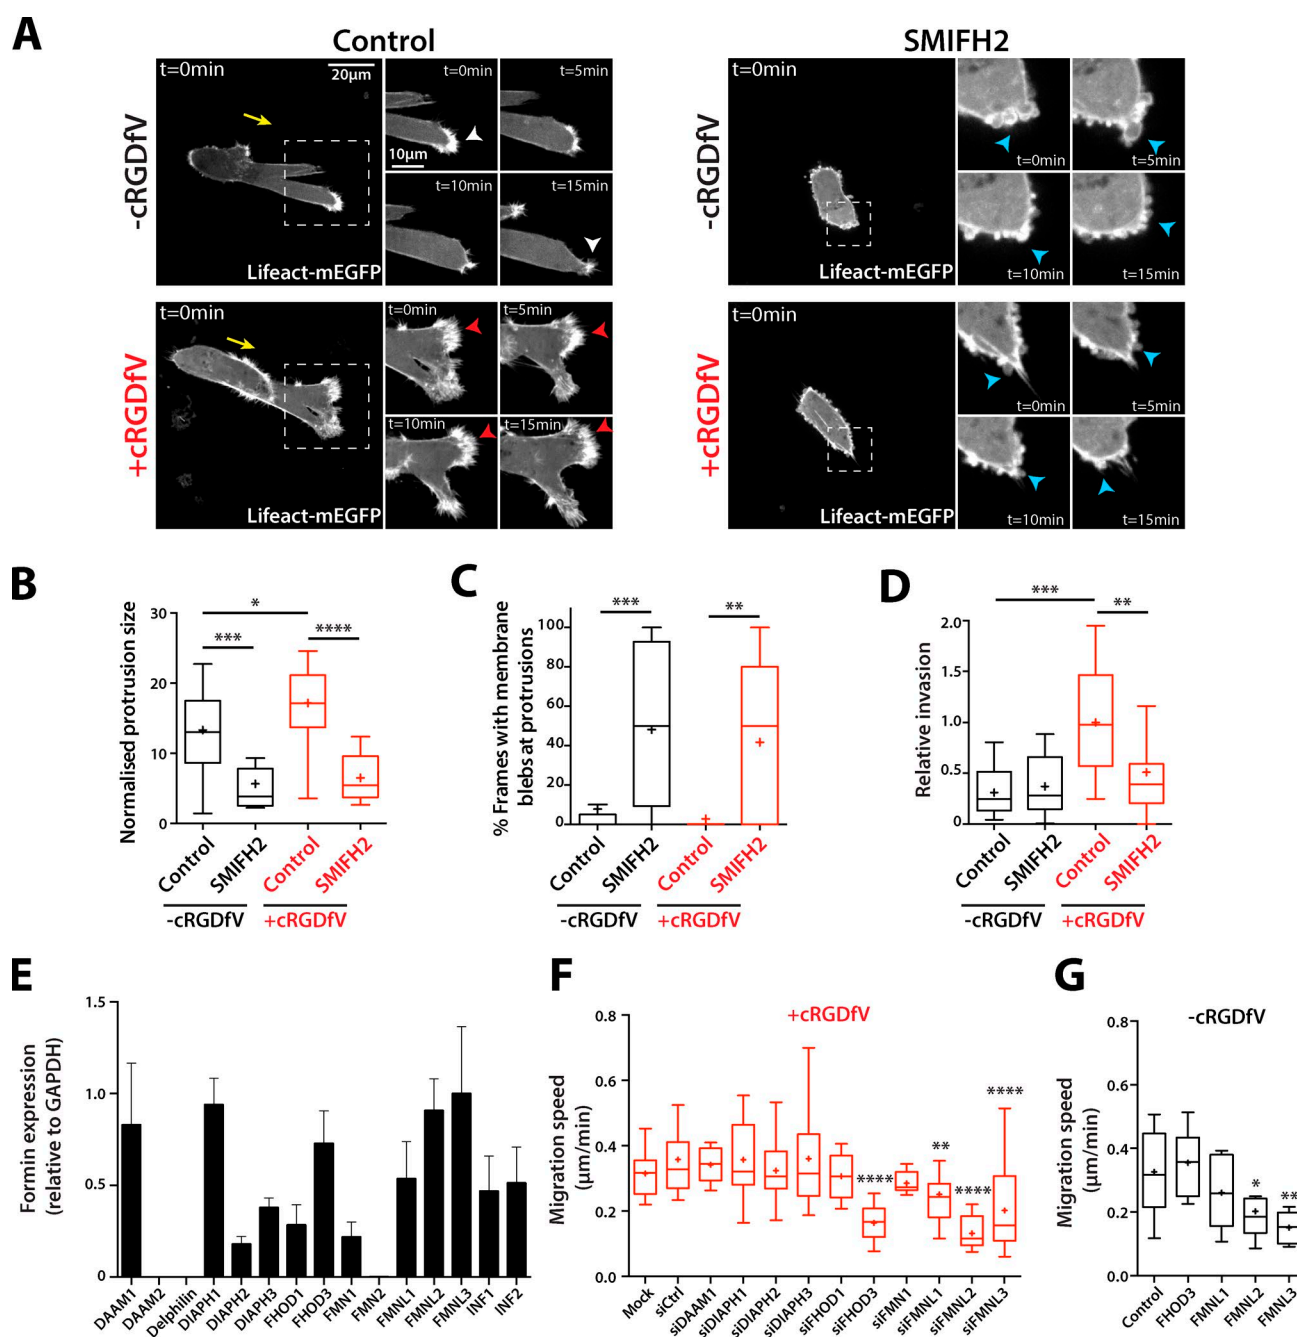 A
Control
SMIFH2
-cRGDfV
t=0min
20µm
Lifeact-mEGFP
t=0min
t=5min
10µm
t=10min
t=15min
t=0min
Lifeact-mEGFP
t=0min
t=5min
t=10min
t=15min
+cRGDfV
t=0min
Lifeact-mEGFP
t=0min
t=5min
t=10min
t=15min
+cRGDfV
t=0min
Lifeact-mEGFP
t=0min
t=5min
t=10min
t=15min
-cRGDfV
B
Normalised protrusion size
30
20
10
0
*
***
****
Control
SMIFH2
Control
SMIFH2
-cRGDfV
+cRGDfV
C
% Frames with membrane
blebs at protrusions
100
80
60
40
20
0
***
**
Control
SMIFH2
Control
SMIFH2
-cRGDfV
+cRGDfV
D
Relative invasion
2.0
1.5
1.0
0.5
0
***
**
Control
SMIFH2
Control
SMIFH2
-cRGDfV
+cRGDfV
E
Formin expression
(relative to GAPDH)
1.5
1.0
0.5
0
DAAM1
DAAM2
Delphilin
DIAPH1
DIAPH2
DIAPH3
FHOD1
FHOD3
FMN1
FMN2
FMNL1
FMNL2
FMNL3
INF1
INF2
F
+cRGDfV
Migration speed
(µm/min)
0.8
0.6
0.4
0.2
0.0
****
**
****
****
Mock
siCtrl
siDAAM1
siDIAPH1
siDIAPH2
siDIAPH3
siFHOD1
siFHOD3
siFMN1
siFMNL1
siFMNL2
siFMNL3
G
-cRGDfV
Migration speed
(µm/min)
0.8
0.6
0.4
0.2
0.0
*
**
Control
FHOD3
FMNL1
FMNL2
FMNL3